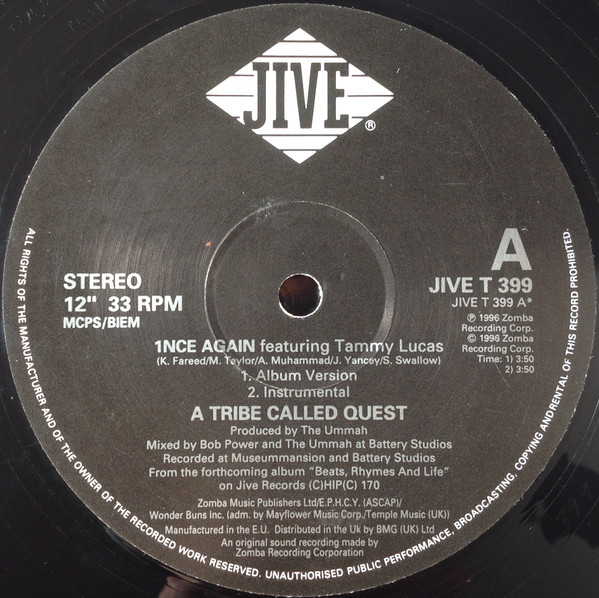 JIVE
®
A
JIVE T 399
JIVE T 399 A*
℗ 1996 Zomba
Recording Corp.
© 1996 Zomba
Recording Corp.
Time: 1) 3:50
2) 3:50
STEREO
12" 33 RPM
MCPS/BIEM
1NCE AGAIN featuring Tammy Lucas
(K. Fareed/M. Taylor/A. Muhammad/J. Yancey/S. Swallow)
1. Album Version
2. Instrumental
A TRIBE CALLED QUEST
Produced by The Ummah
Mixed by Bob Power and The Ummah at Battery Studios
Recorded at Museummansion and Battery Studios
From the forthcoming album "Beats, Rhymes And Life"
on Jive Records (C)HIP(C) 170
Zomba Music Publishers Ltd/E.P.H.C.Y. (ASCAP)/
Wonder Buns Inc. (adm. by Mayflower Music Corp./Temple Music (UK))
Manufactured in the E.U. Distributed in the Uk by BMG (UK) Ltd
An original sound recording made by
Zomba Recording Corporation
ALL RIGHTS OF THE MANUFACTURER AND OF THE OWNER OF THE RECORDED WORK RESERVED. UNAUTHORISED PUBLIC PERFORMANCE, BROADCASTING, COPYING AND RENTAL OF THIS RECORD PROHIBITED.